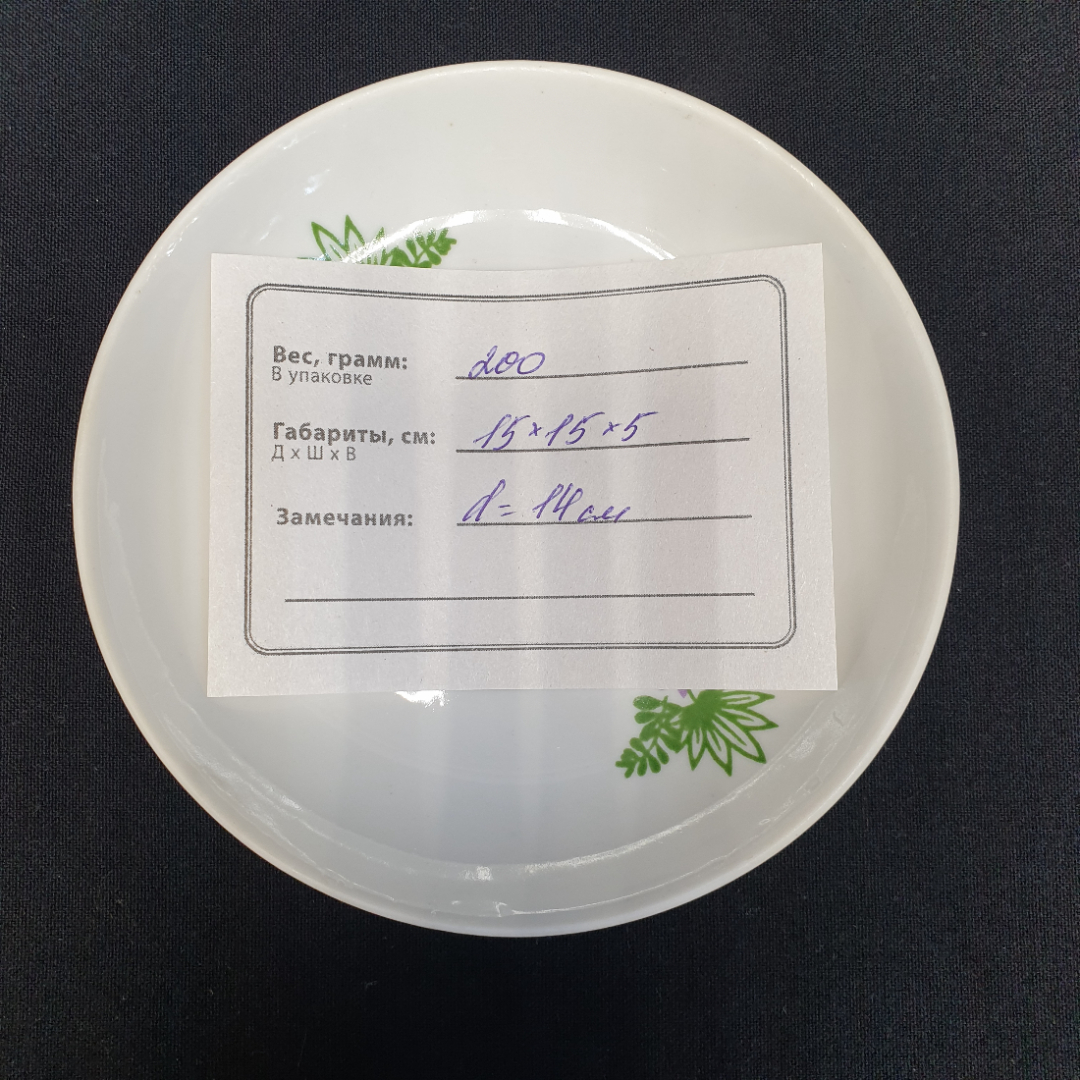 Вес, грамм: 200
В упаковке
Габариты, см: 15×15×5
Д x Ш x В
Замечания: d = 14 см